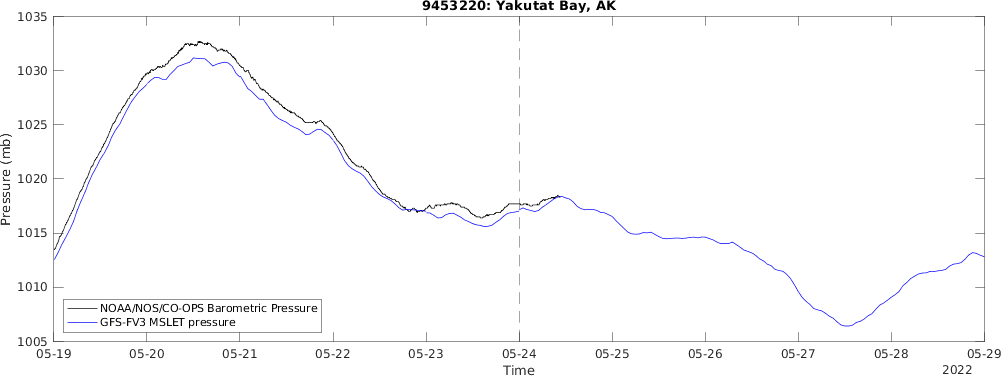 9453220: Yakutat Bay, AK
Pressure (mb)
1035
1030
1025
1020
1015
1010
1005
NOAA/NOS/CO-OPS Barometric Pressure
GFS-FV3 MSLET pressure
05-19 05-20 05-21 05-22 05-23 05-24 05-25 05-26 05-27 05-28 05-29
Time
2022